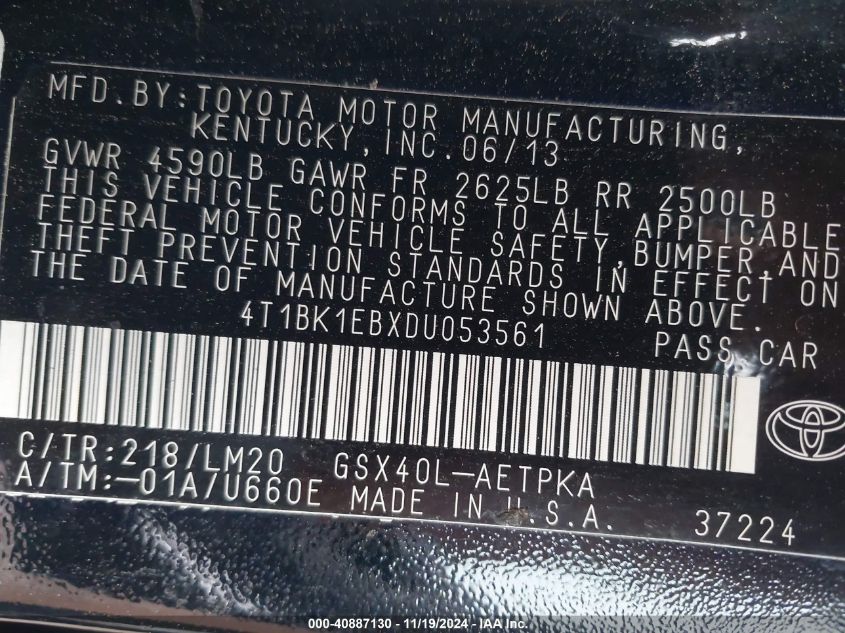 MFD.BY:TOYOTA MOTOR MANUFACTURING,
KENTUCKY,INC.06/13
GVWR 4590LB GAWR FR 2625LB RR 2500LB
THIS VEHICLE CONFORMS TO ALL APPLICABLE
FEDERAL MOTOR VEHICLE SAFETY,BUMPER,AND
THEFT PREVENTION STANDARDS IN EFFECT ON
THE DATE OF MANUFACTURE SHOWN ABOVE.
4T1BK1EBXDU053561 PASS.CAR
C/TR:218/LM20 GSX40L-AETPKA
A/TM:-01A/U660E MADE IN U.S.A. 37224
000-40887130 - 11/19/2024 - IAA, Inc.